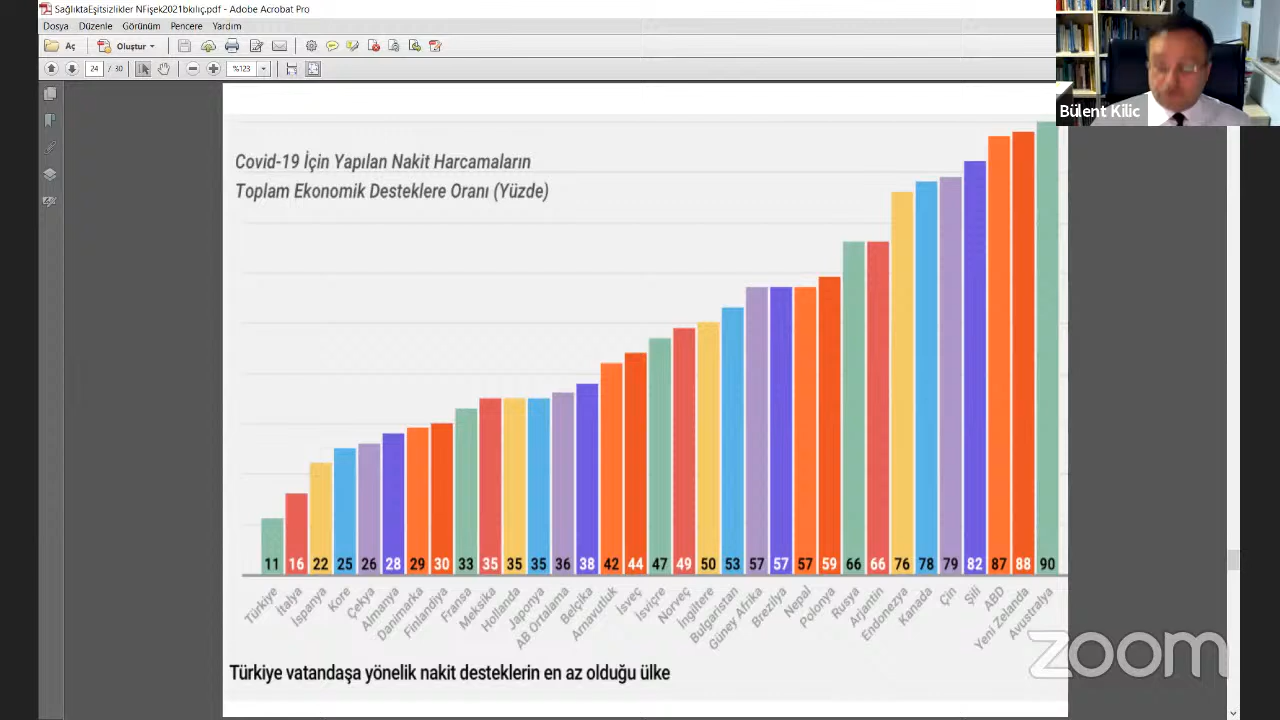 SağlıktaEşitsizlikler NFişek2021bkılıç.pdf - Adobe Acrobat Pro
Dosya Düzenle Görünüm Pencere Yardım
Aç Oluştur
24 / 30 %123
Bülent Kilic
Covid-19 İçin Yapılan Nakit Harcamaların
Toplam Ekonomik Desteklere Oranı (Yüzde)
11 16 22 25 26 28 29 30 33 35 35 35 36 38 42 44 47 49 50 53 57 57 57 59 66 66 76 78 79 82 87 88 90
Türkiye İtalya İspanya Kore Çekya Almanya Danimarka Finlandiya Fransa Meksika Hollanda Japonya AB Ortalama Belçika Arnavutluk İsveç İsviçre Norveç İngiltere Bulgaristan Güney Afrika Brezilya Nepal Polonya Rusya Arjantin Endonezya Kanada Çin Şili ABD Yeni Zelanda Avustralya
Türkiye vatandaşa yönelik nakit desteklerin en az olduğu ülke
zoom